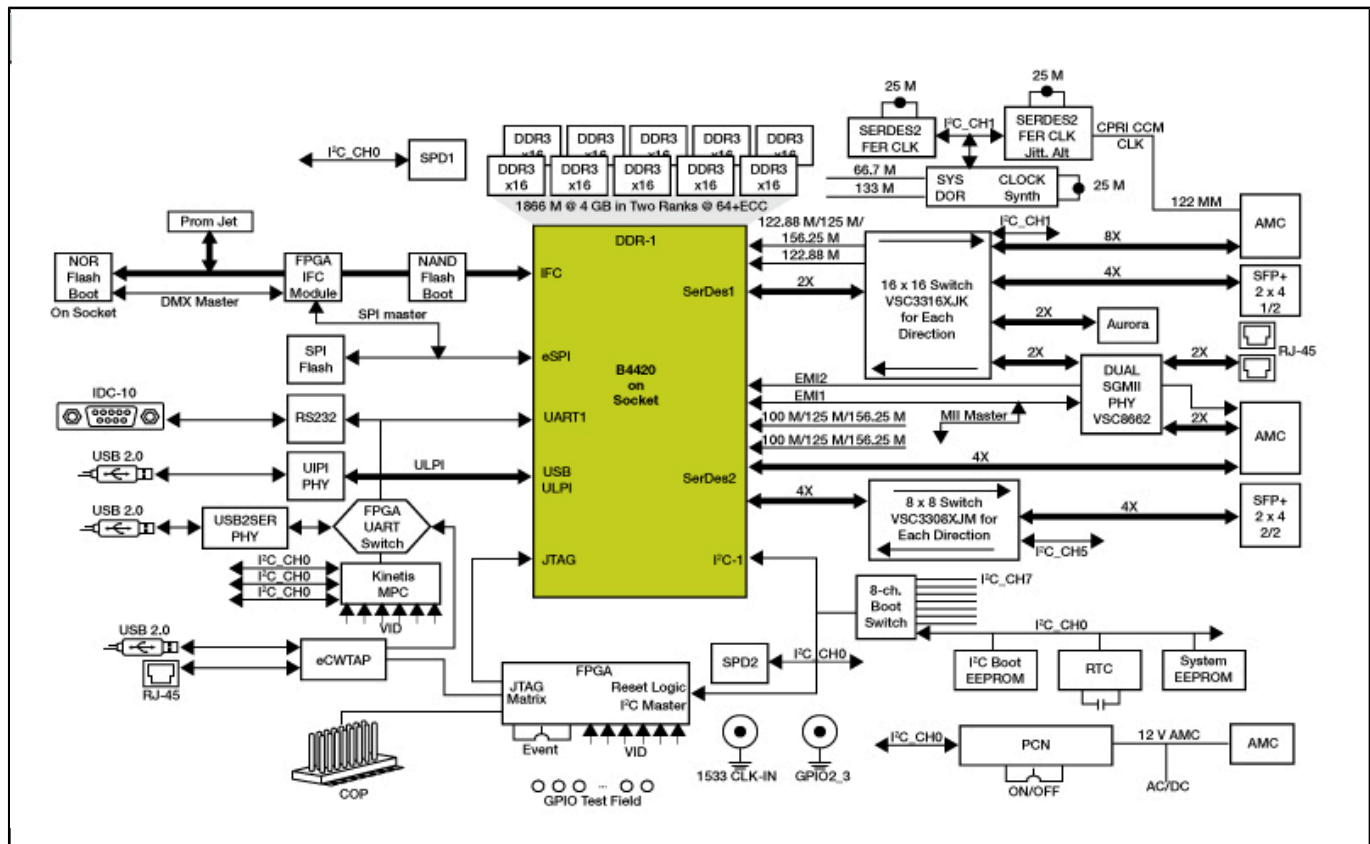 25 M
25 M
SERDES2
FER CLK
I²C_CH1
SERDES2
FER CLK
Jitt. Alt
CPRI CCM
CLK
DDR3
x16
DDR3
x16
DDR3
x16
DDR3
x16
DDR3
x16
DDR3
x16
DDR3
x16
DDR3
x16
DDR3
x16
DDR3
x16
I²C_CH0
SPD1
66.7 M
133 M
SYS
DOR
CLOCK
Synth
25 M
1866 M @ 4 GB in Two Ranks @ 64+ECC
122 MM
AMC
Prom Jet
122.88 M/125 M/
156.25 M
122.88 M
2X
I²C_CH1
8X
DDR-1
NOR
Flash
Boot
On Socket
DMX Master
FPGA
IFC
Module
NAND
Flash
Boot
IFC
SerDes1
16 x 16 Switch
VSC3316XJK
for Each
Direction
4X
SFP+
2 x 4
1/2
SPI master
2X
Aurora
RJ-45
SPI
Flash
eSPI
2X
2X
B4420
on
Socket
EMI2
EMI1
DUAL
SGMII
PHY
VSC8662
IDC-10
RS232
UART1
100 M/125 M/156.25 M
MII Master
100 M/125 M/156.25 M
2X
AMC
USB 2.0
UIPI
PHY
ULPI
USB
ULPI
SerDes2
4X
4X
8 x 8 Switch
VSC3308XJM for
Each Direction
4X
SFP+
2 x 4
2/2
USB 2.0
USB2SER
PHY
FPGA
UART
Switch
I²C_CH5
I²C_CH0
I²C_CH0
I²C_CH0
Kinetis
MPC
JTAG
I²C-1
VID
8-ch.
Boot
Switch
I²C_CH7
I²C_CH0
USB 2.0
RJ-45
eCWTAP
SPD2
I²C_CH0
I²C Boot
EEPROM
RTC
System
EEPROM
FPGA
JTAG
Matrix
Reset Logic
I²C Master
Event
VID
1533 CLK-IN
GPIO2_3
I²C_CH0
PCN
12 V AMC
AMC
ON/OFF
AC/DC
COP
...
GPIO Test Field